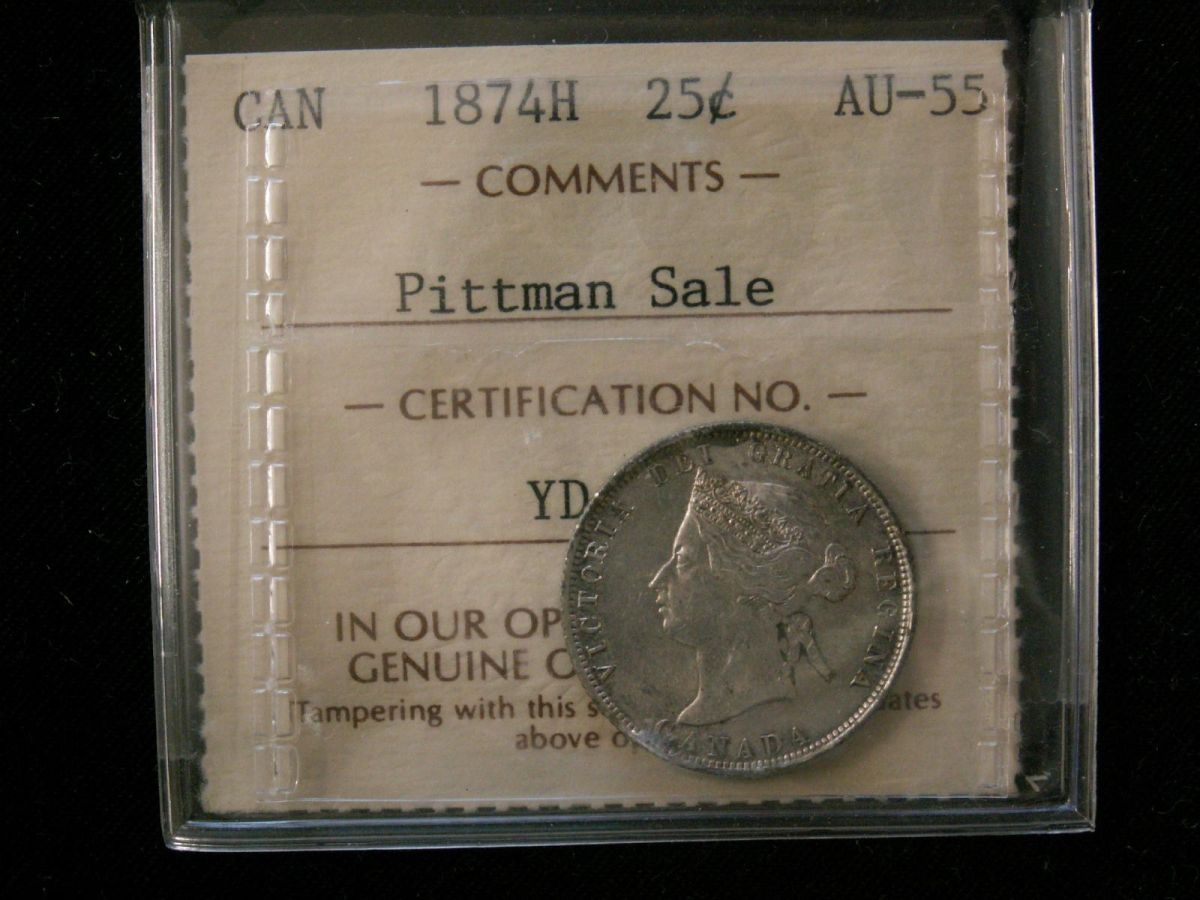 CAN 1874H 25¢ AU-55
— COMMENTS —
Pittman Sale
— CERTIFICATION NO. —
YD
IN OUR OP
GENUINE
Tampering with this s ates
above
VICTORIA DEI GRATIA REGINA
CANADA